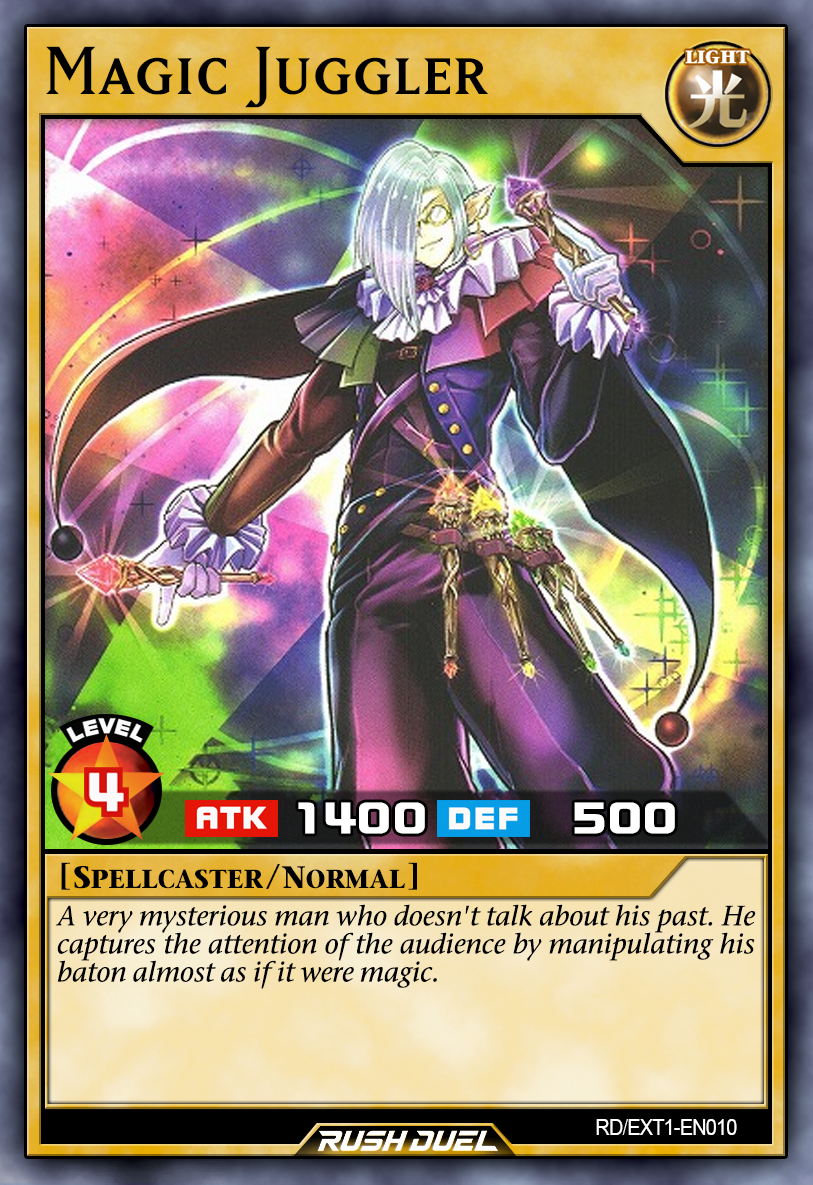 Magic Juggler
LIGHT
光
LEVEL
4
ATK 1400 DEF 500
[Spellcaster/Normal]
A very mysterious man who doesn't talk about his past. He
captures the attention of the audience by manipulating his
baton almost as if it were magic.
RD/EXT1-EN010
RUSH DUEL